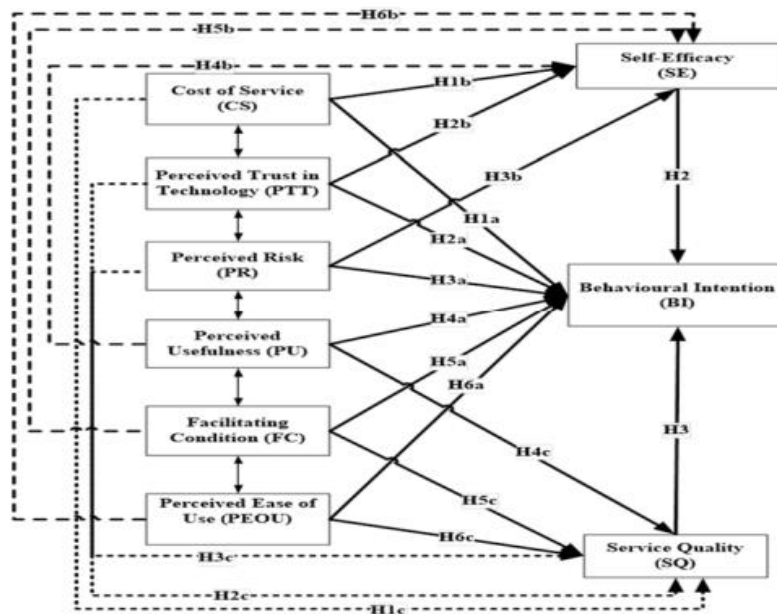 H6b
H5b
H4b
Self-Efficacy
(SE)
Cost of Service
(CS)
H1b
H2b
Perceived Trust in
Technology (PTT)
H3b
H2
H1a
H2a
Perceived Risk
(PR)
H3a
Behavioural Intention
(BI)
H4a
Perceived
Usefulness (PU)
H5a
H6a
Facilitating
Condition (FC)
H3
H4c
H5c
Perceived Ease of
Use (PEOU)
H6c
Service Quality
(SQ)
H3c
H2c
H1c